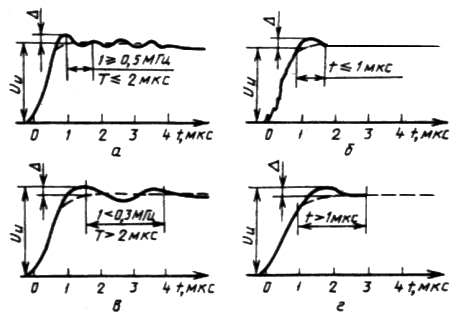 Δ
Uи
f ≥ 0,5 МГц
T ≤ 2 мкс
0 1 2 3 4 t, мкс
а
Δ
Uи
t ≤ 1 мкс
0 1 2 3 4 t, мкс
б
Δ
Uи
f < 0,3 МГц
T > 2 мкс
0 1 2 3 4 t, мкс
в
Δ
Uи
t > 1 мкс
0 1 2 3 4 t, мкс
г